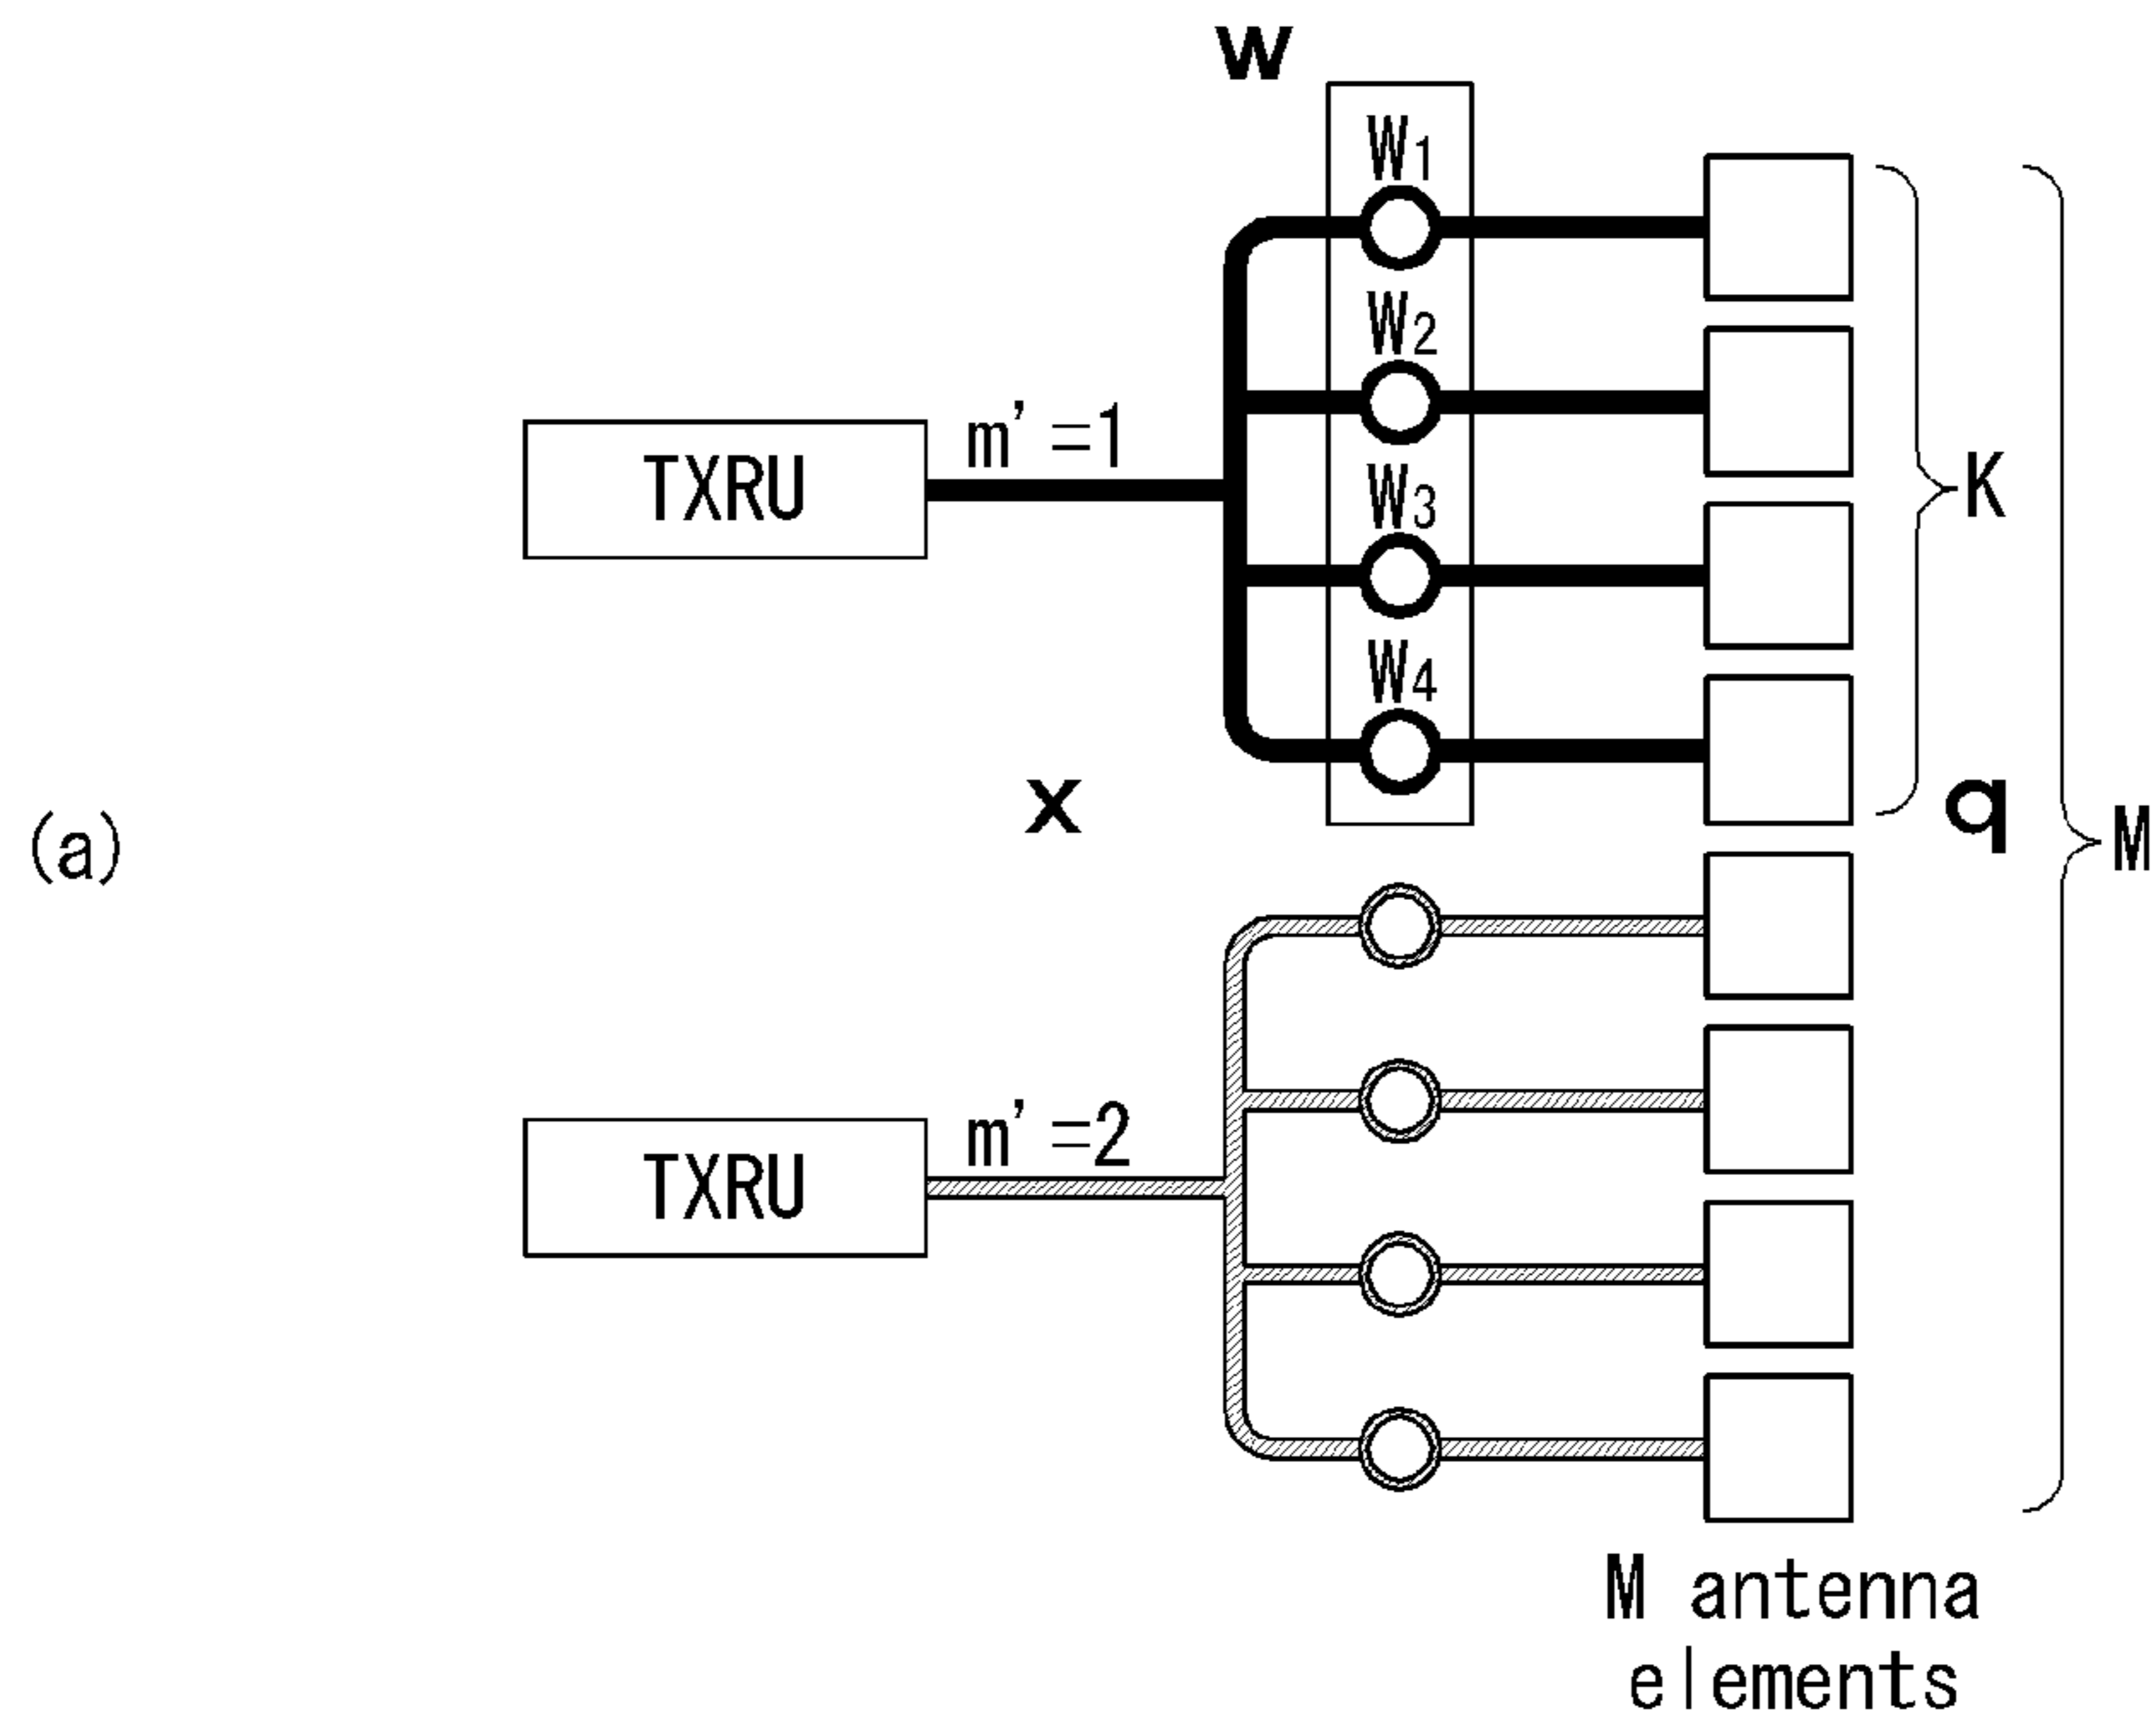 w
W1
W2
m'=1
TXRU
W3
K
W4
x
q
(a)
M
m'=2
TXRU
M antenna
elements